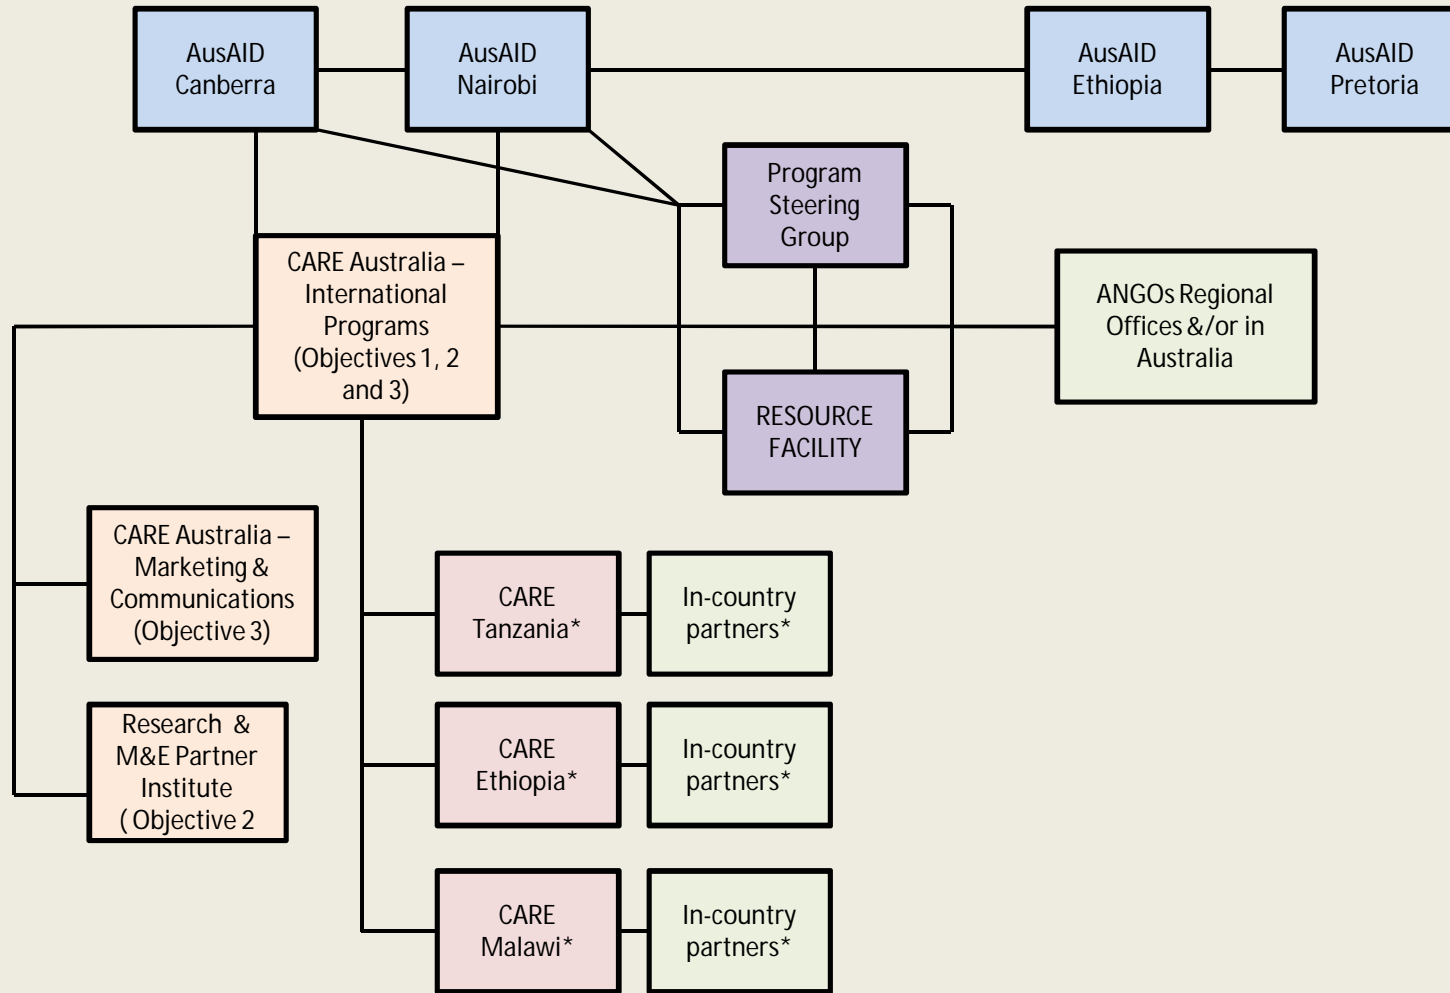 AusAID
Canberra
AusAID
Nairobi
AusAID
Ethiopia
AusAID
Pretoria
Program
Steering
Group
CARE Australia –
International
Programs
(Objectives 1, 2
and 3)
ANGOs Regional
Offices &/or in
Australia
RESOURCE
FACILITY
CARE Australia –
Marketing &
Communications
(Objective 3)
CARE
Tanzania*
In-country
partners*
Research &
M&E Partner
Institute
( Objective 2
CARE
Ethiopia*
In-country
partners*
CARE
Malawi*
In-country
partners*